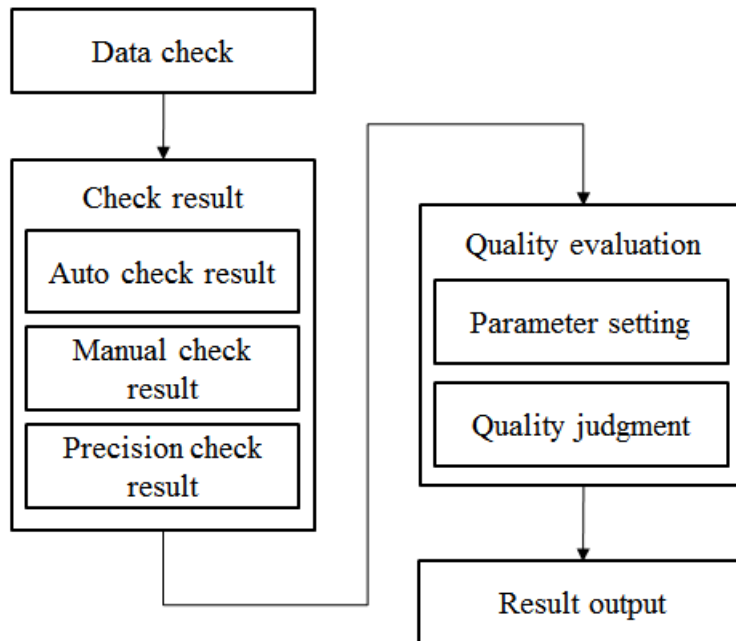 Data check
Check result
Auto check result
Manual check
result
Precision check
result
Quality evaluation
Parameter setting
Quality judgment
Result output